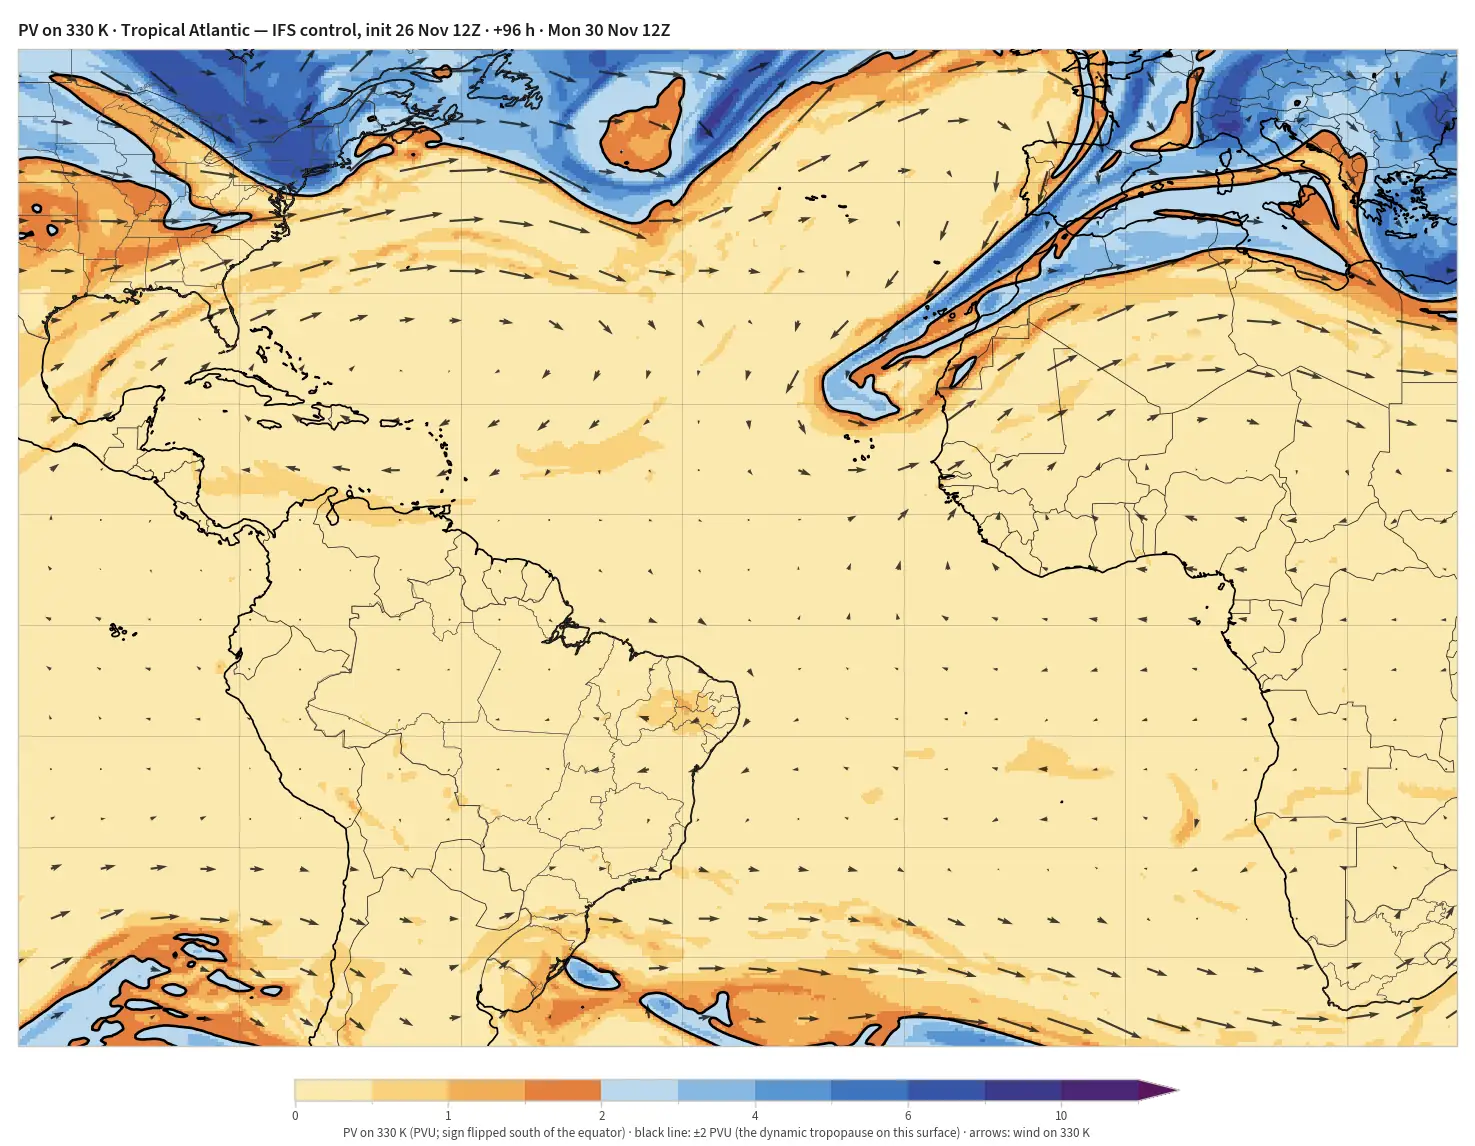 PV on 330 K · Tropical Atlantic — IFS control, init 26 Nov 12Z · +96 h · Mon 30 Nov 12Z
0 1 2 4 6 10
PV on 330 K (PVU; sign flipped south of the equator) · black line: ±2 PVU (the dynamic tropopause on this surface) · arrows: wind on 330 K